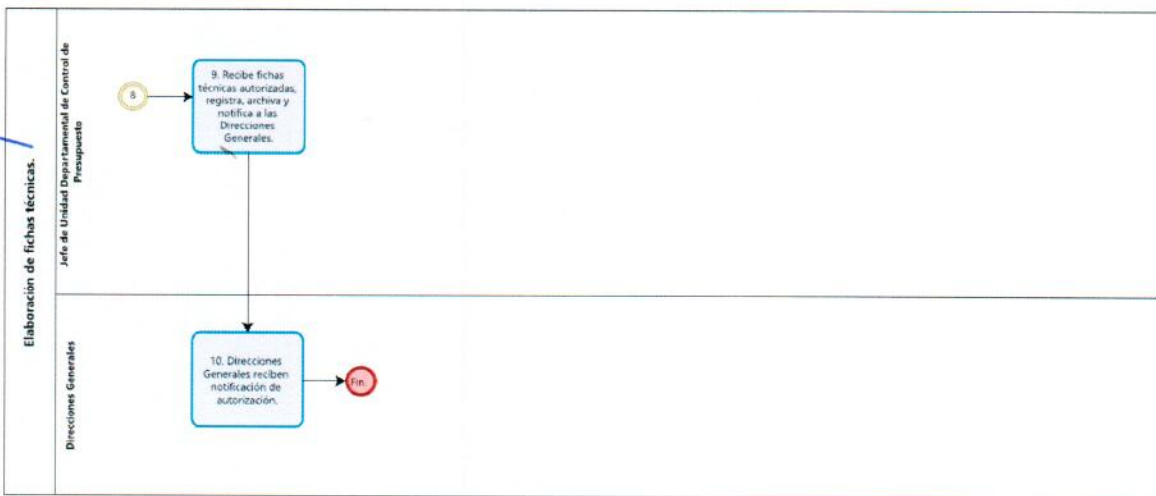 Elaboración de fichas técnicas.
Jefe de Unidad Departamental de Control de
Presupuesto
8
9. Recibe fichas
técnicas autorizadas,
registra, archiva y
notifica a las
Direcciones
Generales.
Direcciones Generales
10. Direcciones
Generales reciben
notificación de
autorización.
Fin.